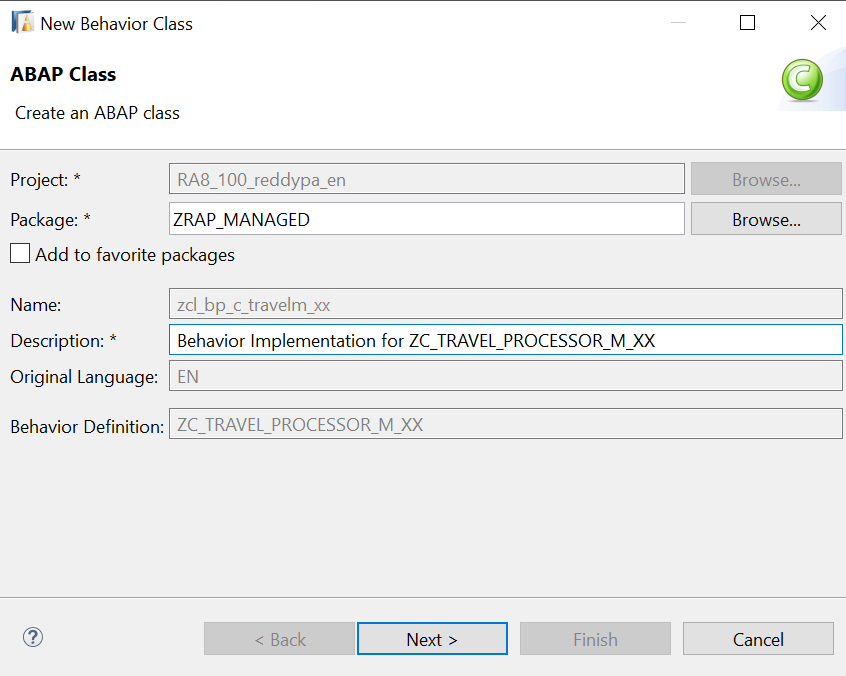 New Behavior Class
ABAP Class
Create an ABAP class
Project: * RA8_100_reddypa_en Browse...
Package: * ZRAP_MANAGED Browse...
Add to favorite packages
Name: zcl_bp_c_travelm_xx
Description: * Behavior Implementation for ZC_TRAVEL_PROCESSOR_M_XX
Original Language: EN
Behavior Definition: ZC_TRAVEL_PROCESSOR_M_XX
? < Back Next > Finish Cancel